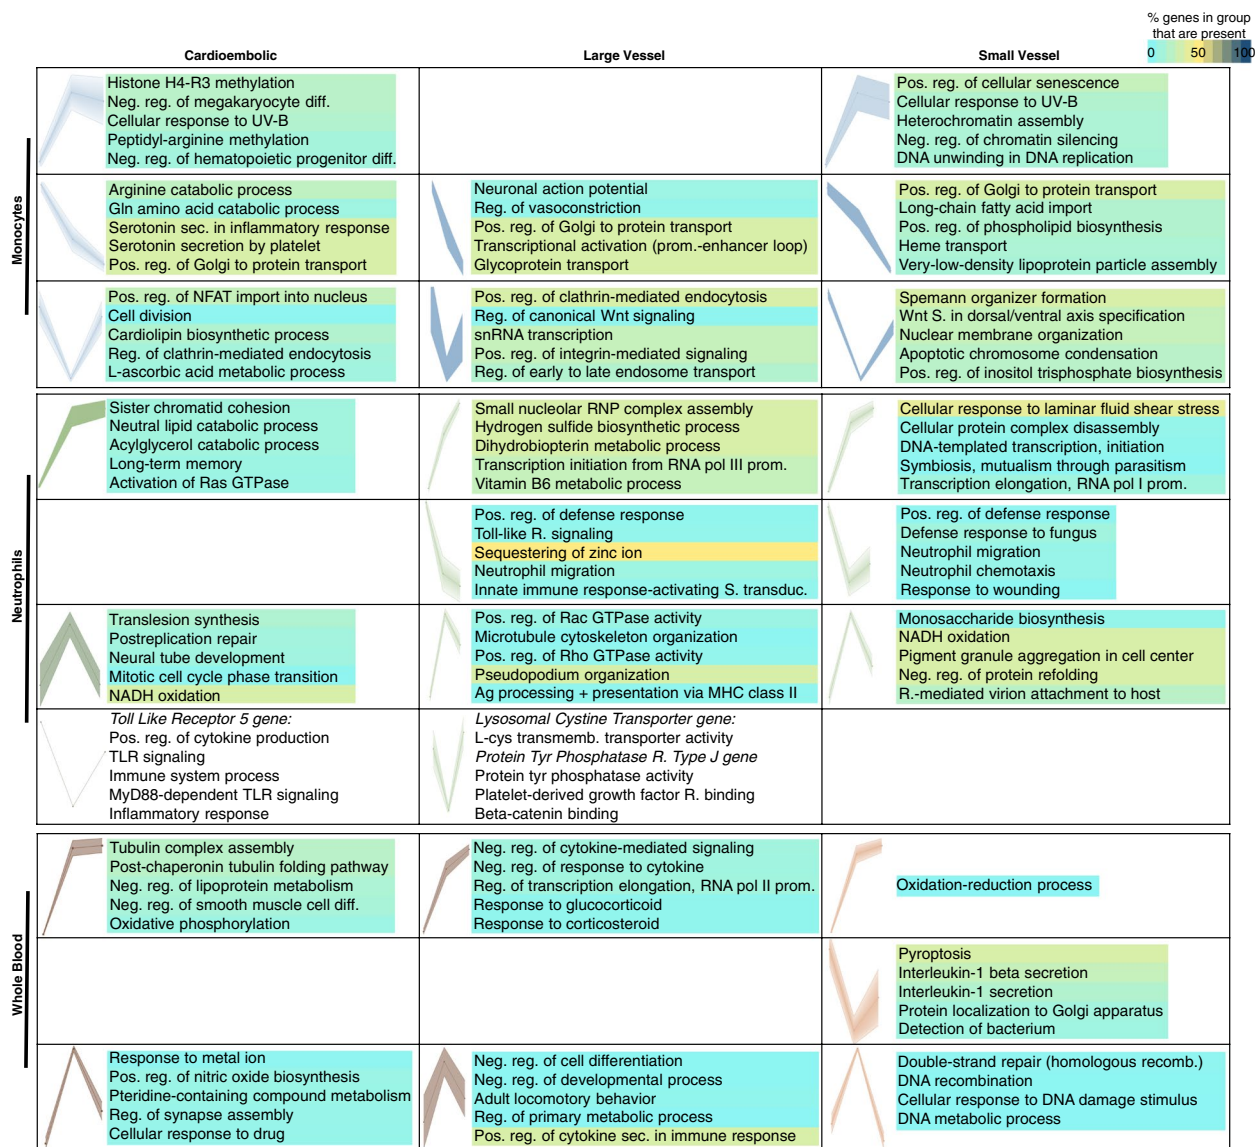 % genes in group
that are present
0 50 100
Cardioembolic
Large Vessel
Small Vessel
Monocytes
Histone H4-R3 methylation
Neg. reg. of megakaryocyte diff.
Cellular response to UV-B
Peptidyl-arginine methylation
Neg. reg. of hematopoietic progenitor diff.
Pos. reg. of cellular senescence
Cellular response to UV-B
Heterochromatin assembly
Neg. reg. of chromatin silencing
DNA unwinding in DNA replication
Arginine catabolic process
Gln amino acid catabolic process
Serotonin sec. in inflammatory response
Serotonin secretion by platelet
Pos. reg. of Golgi to protein transport
Neuronal action potential
Reg. of vasoconstriction
Pos. reg. of Golgi to protein transport
Transcriptional activation (prom.-enhancer loop)
Glycoprotein transport
Pos. reg. of Golgi to protein transport
Long-chain fatty acid import
Pos. reg. of phospholipid biosynthesis
Heme transport
Very-low-density lipoprotein particle assembly
Pos. reg. of NFAT import into nucleus
Cell division
Cardiolipin biosynthetic process
Reg. of clathrin-mediated endocytosis
L-ascorbic acid metabolic process
Pos. reg. of clathrin-mediated endocytosis
Reg. of canonical Wnt signaling
snRNA transcription
Pos. reg. of integrin-mediated signaling
Reg. of early to late endosome transport
Spemann organizer formation
Wnt S. in dorsal/ventral axis specification
Nuclear membrane organization
Apoptotic chromosome condensation
Pos. reg. of inositol trisphosphate biosynthesis
Neutrophils
Sister chromatid cohesion
Neutral lipid catabolic process
Acylglycerol catabolic process
Long-term memory
Activation of Ras GTPase
Small nucleolar RNP complex assembly
Hydrogen sulfide biosynthetic process
Dihydrobiopterin metabolic process
Transcription initiation from RNA pol III prom.
Vitamin B6 metabolic process
Cellular response to laminar fluid shear stress
Cellular protein complex disassembly
DNA-templated transcription, initiation
Symbiosis, mutualism through parasitism
Transcription elongation, RNA pol I prom.
Pos. reg. of defense response
Toll-like R. signaling
Sequestering of zinc ion
Neutrophil migration
Innate immune response-activating S. transduc.
Pos. reg. of defense response
Defense response to fungus
Neutrophil migration
Neutrophil chemotaxis
Response to wounding
Translesion synthesis
Postreplication repair
Neural tube development
Mitotic cell cycle phase transition
NADH oxidation
Pos. reg. of Rac GTPase activity
Microtubule cytoskeleton organization
Pos. reg. of Rho GTPase activity
Pseudopodium organization
Ag processing + presentation via MHC class II
Monosaccharide biosynthesis
NADH oxidation
Pigment granule aggregation in cell center
Neg. reg. of protein refolding
R.-mediated virion attachment to host
Toll Like Receptor 5 gene:
Pos. reg. of cytokine production
TLR signaling
Immune system process
MyD88-dependent TLR signaling
Inflammatory response
Lysosomal Cystine Transporter gene:
L-cys transmemb. transporter activity
Protein Tyr Phosphatase R. Type J gene
Protein tyr phosphatase activity
Platelet-derived growth factor R. binding
Beta-catenin binding
Whole Blood
Tubulin complex assembly
Post-chaperonin tubulin folding pathway
Neg. reg. of lipoprotein metabolism
Neg. reg. of smooth muscle cell diff.
Oxidative phosphorylation
Neg. reg. of cytokine-mediated signaling
Neg. reg. of response to cytokine
Reg. of transcription elongation, RNA pol II prom.
Response to glucocorticoid
Response to corticosteroid
Oxidation-reduction process
Pyroptosis
Interleukin-1 beta secretion
Interleukin-1 secretion
Protein localization to Golgi apparatus
Detection of bacterium
Response to metal ion
Pos. reg. of nitric oxide biosynthesis
Pteridine-containing compound metabolism
Reg. of synapse assembly
Cellular response to drug
Neg. reg. of cell differentiation
Neg. reg. of developmental process
Adult locomotory behavior
Reg. of primary metabolic process
Pos. reg. of cytokine sec. in immune response
Double-strand repair (homologous recomb.)
DNA recombination
Cellular response to DNA damage stimulus
DNA metabolic process